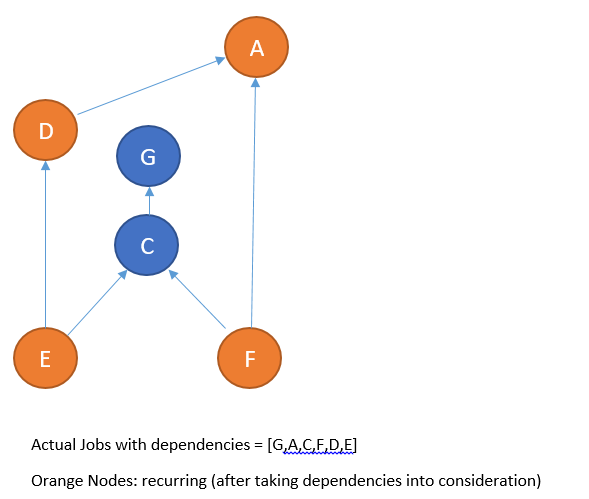 A
D
G
C
E
F
Actual Jobs with dependencies = [G,A,C,F,D,E]
Orange Nodes: recurring (after taking dependencies into consideration)